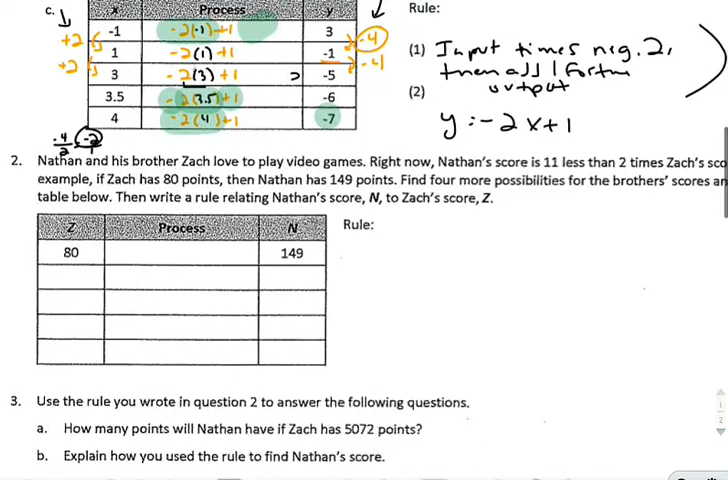 c.
x Process y
Rule:
+2 -1 -2(-1)+1 3 -4
+2 1 -2(1)+1 -1 -4
3 -2(3)+1 -5
3.5 -2(3.5)+1 -6
4 -2(4)+1 -7
(1) Input times neg. 2,
then add 1 for the
output
(2)
y = -2x+1
-4/2 = -2/1
2. Nathan and his brother Zach love to play video games. Right now, Nathan's score is 11 less than 2 times Zach's sco
example, if Zach has 80 points, then Nathan has 149 points. Find four more possibilities for the brothers' scores an
table below. Then write a rule relating Nathan's score, N, to Zach's score, Z.
Z Process N
Rule:
80 149
3. Use the rule you wrote in question 2 to answer the following questions.
a. How many points will Nathan have if Zach has 5072 points?
b. Explain how you used the rule to find Nathan's score.
1
2